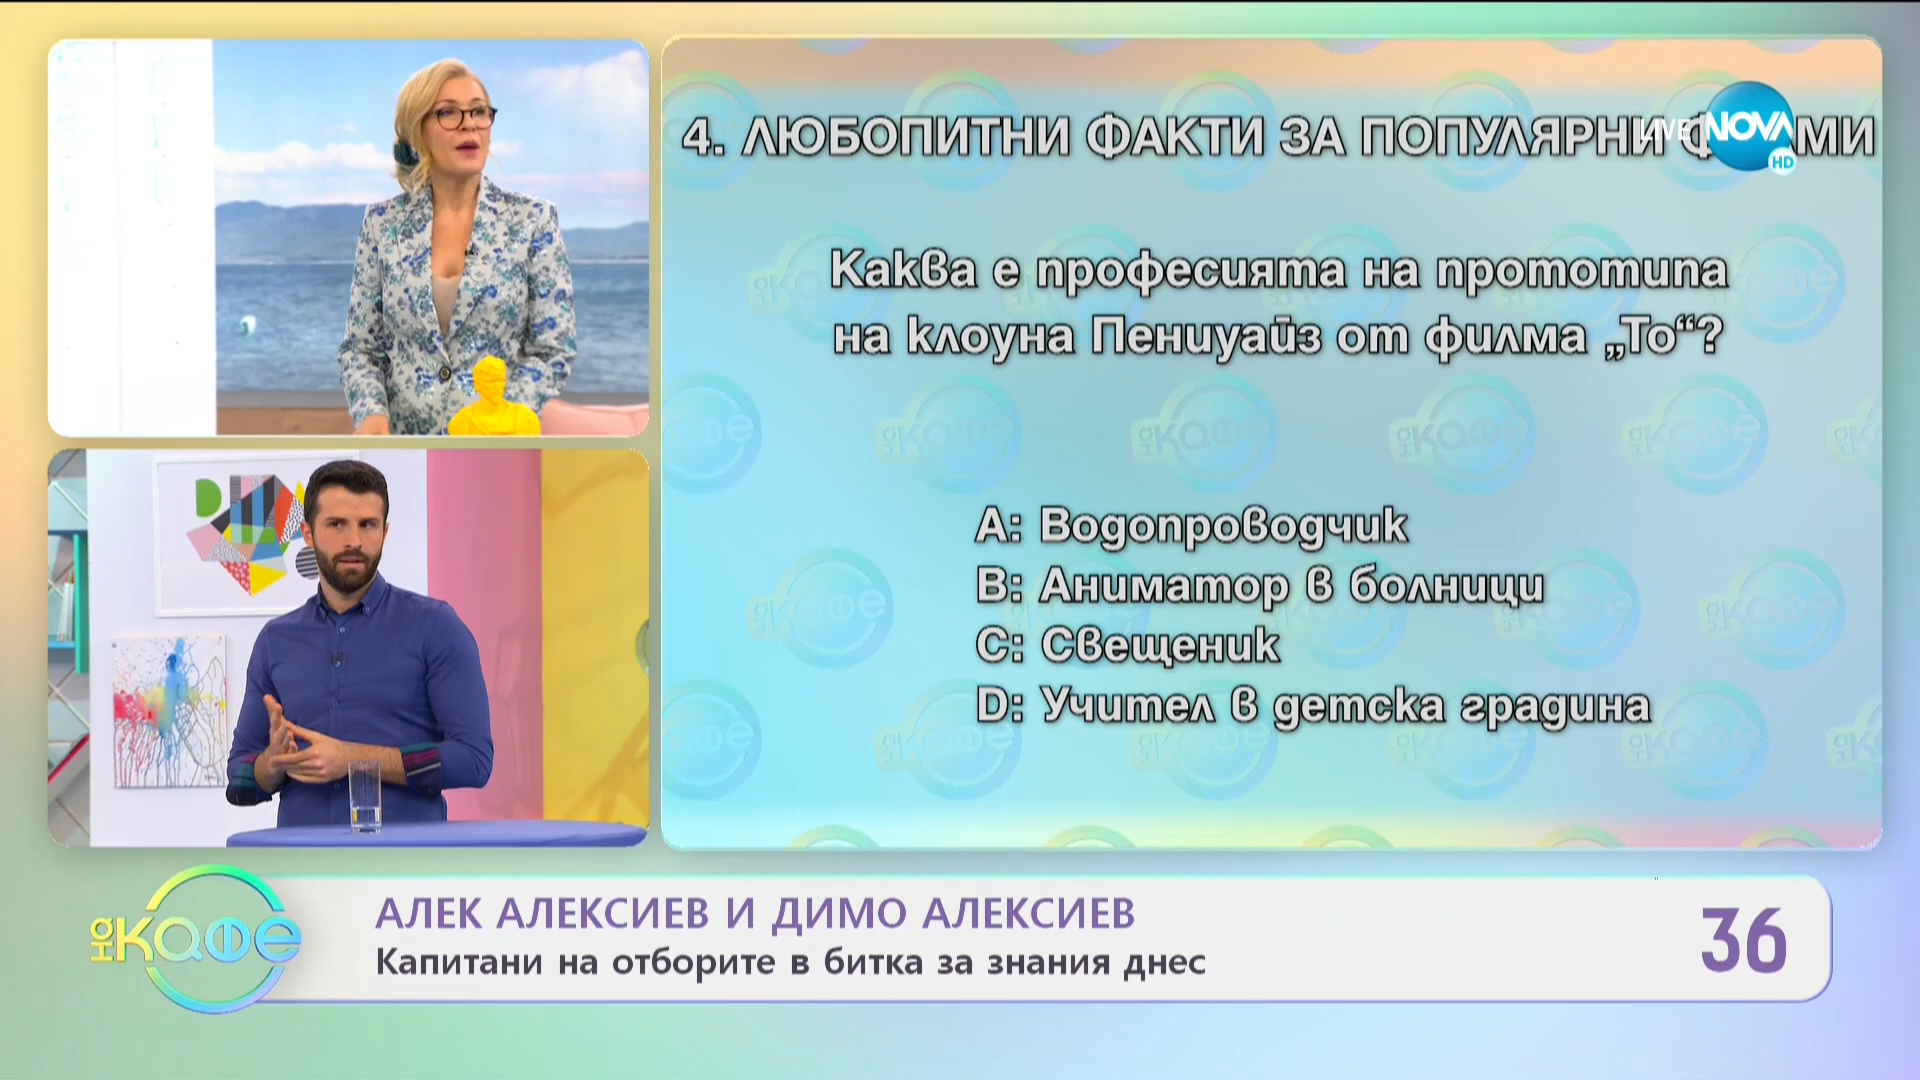 4. ЛЮБОПИТНИ ФАКТИ ЗА ПОПУЛЯРНИ
LIVE NOVA HD
Каква е професията на прототипа
на клоуна Пениуайз от филма „То“?
А: Водопроводчик
В: Аниматор в болници
С: Свещеник
D: Учител в детска градина
НА КАФЕ
АЛЕК АЛЕКСИЕВ И ДИМО АЛЕКСИЕВ
Капитани на отборите в битка за знания днес
36